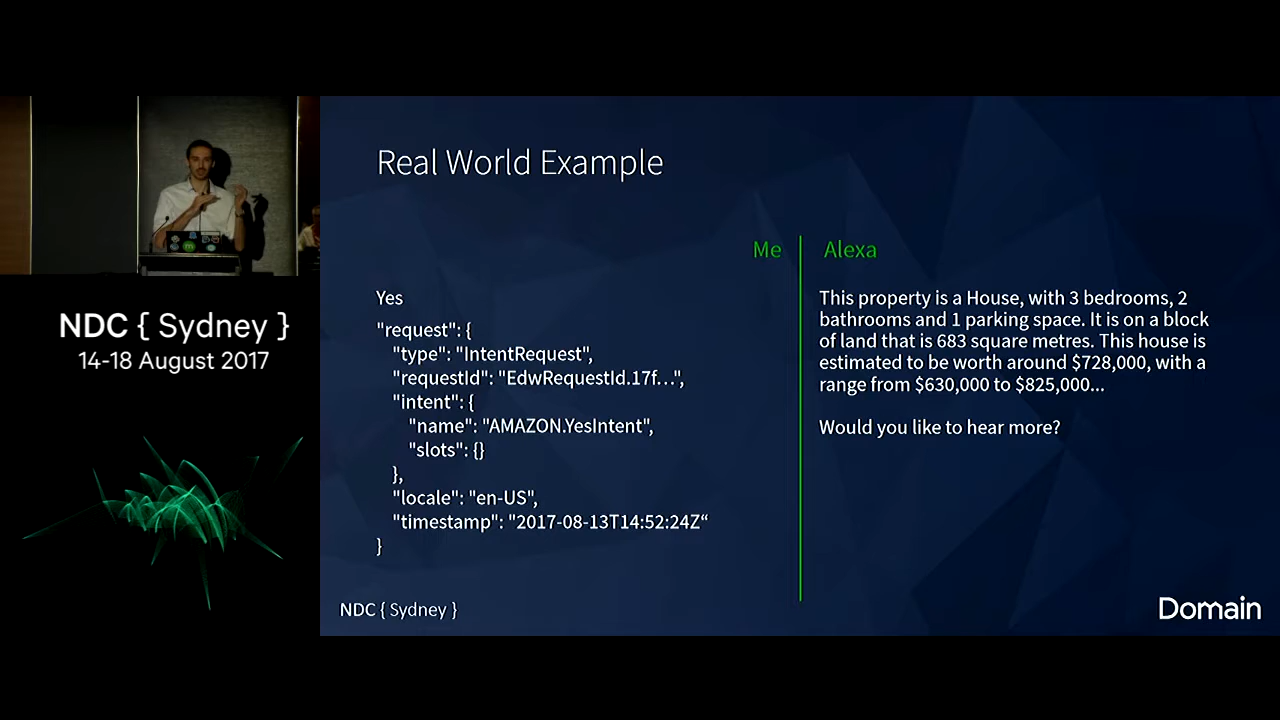 NDC { Sydney }
14-18 August 2017
Real World Example
Me
Alexa
Yes
"request": {
"type": "IntentRequest",
"requestId": "EdwRequestId.17f…",
"intent": {
"name": "AMAZON.YesIntent",
"slots": {}
},
"locale": "en-US",
"timestamp": "2017-08-13T14:52:24Z“
}
This property is a House, with 3 bedrooms, 2
bathrooms and 1 parking space. It is on a block
of land that is 683 square metres. This house is
estimated to be worth around $728,000, with a
range from $630,000 to $825,000...
Would you like to hear more?
NDC { Sydney }
Domain